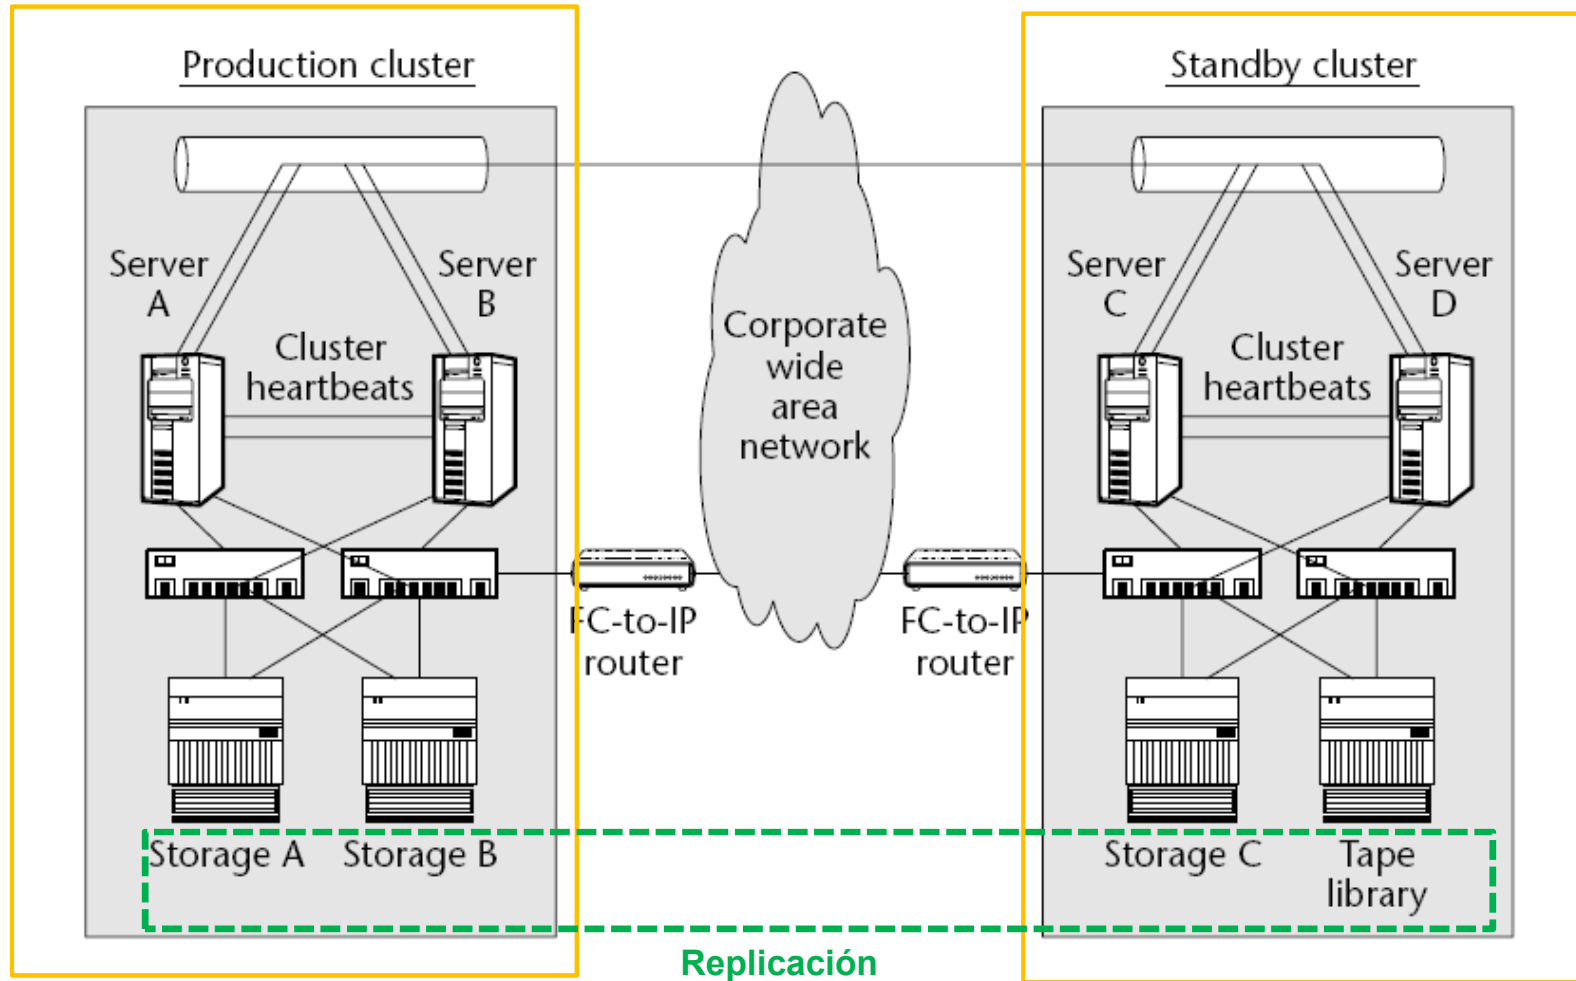 Production cluster
Standby cluster
Server
A
Server
B
Cluster
heartbeats
Corporate
wide
area
network
Server
C
Server
D
Cluster
heartbeats
FC-to-IP
router
FC-to-IP
router
Storage A
Storage B
Storage C
Tape
library
Replicación